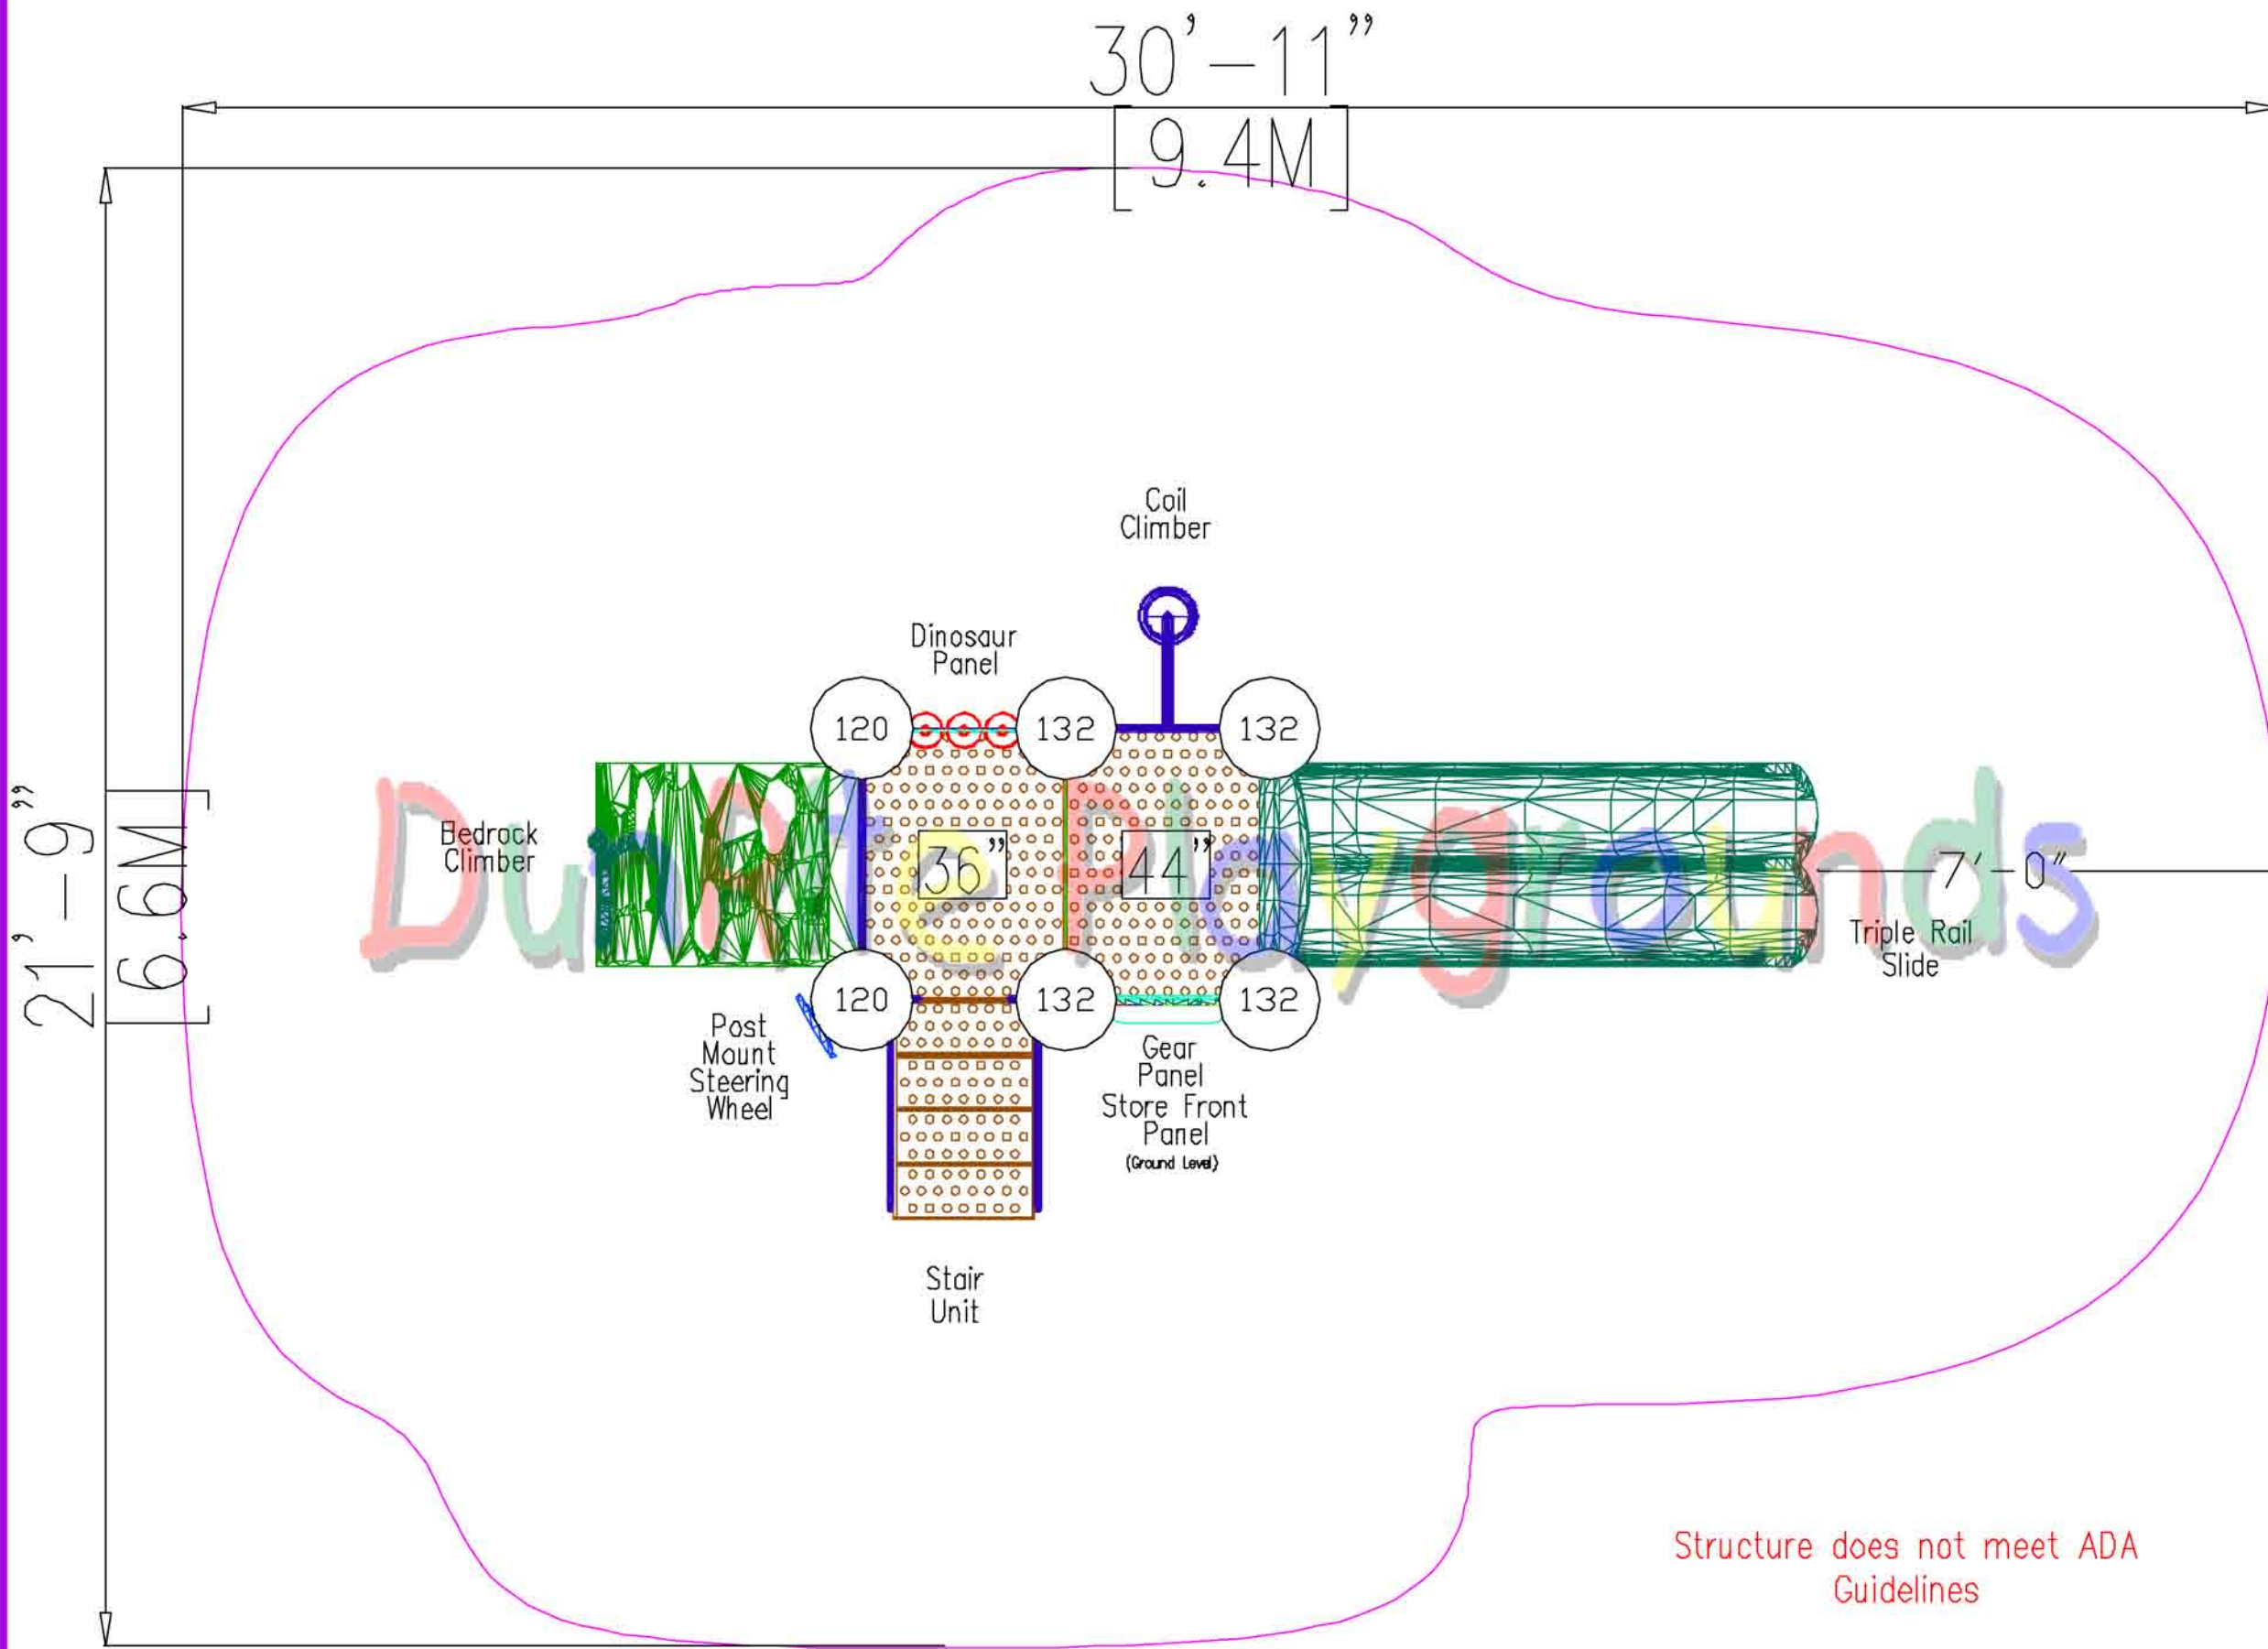 30'-11"
[9.4M]
21'-9"
[6.6M]
Coil
Climber
Dinosaur
Panel
120
132
132
Bedrock
Climber
36"
44"
7'-0"
DunRite Playgrounds
Triple Rail
Slide
120
132
132
Post
Mount
Steering
Wheel
Gear
Panel
Store Front
Panel
(Ground Level)
Stair
Unit
Structure does not meet ADA
Guidelines